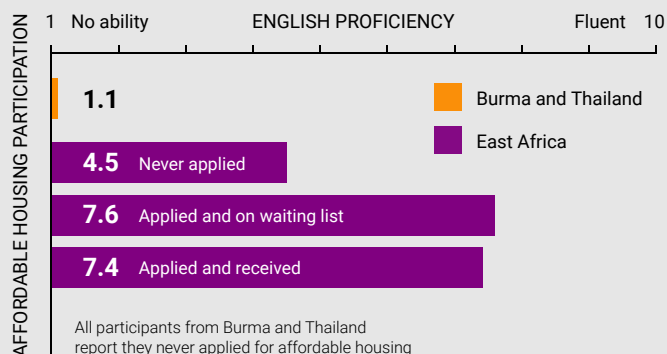 1 No ability ENGLISH PROFICIENCY Fluent 10
AFFORDABLE HOUSING PARTICIPATION
1.1
Burma and Thailand
East Africa
4.5 Never applied
7.6 Applied and on waiting list
7.4 Applied and received
All participants from Burma and Thailand
report they never applied for affordable housing